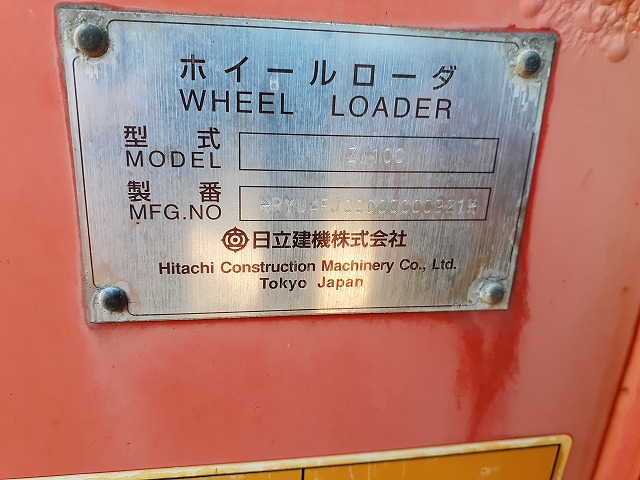 ホイールローダ
WHEEL LOADER
型式
MODEL
製番
MFG.NO
日立建機株式会社
Hitachi Construction Machinery Co., Ltd.
Tokyo Japan